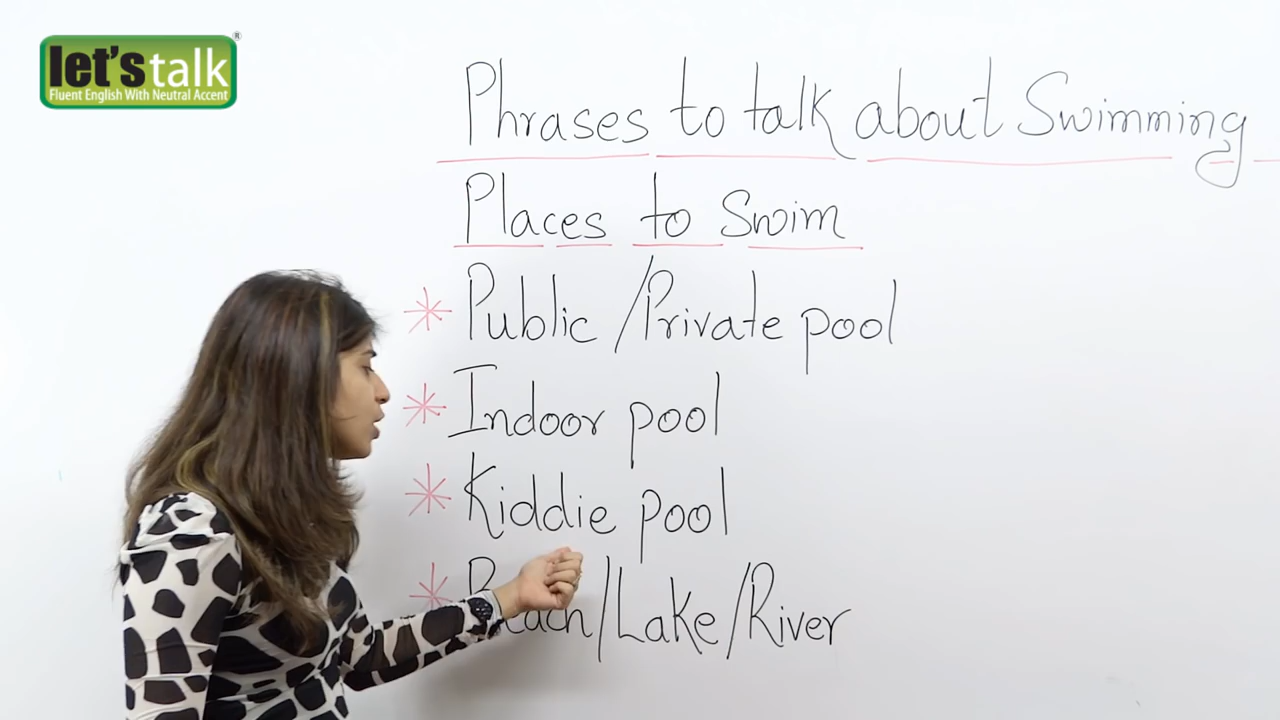 let's talk ®
Fluent English With Neutral Accent
Phrases to talk about Swimming
Places to Swim
* Public / Private pool
* Indoor pool
* Kiddie pool
* Beach / Lake / River